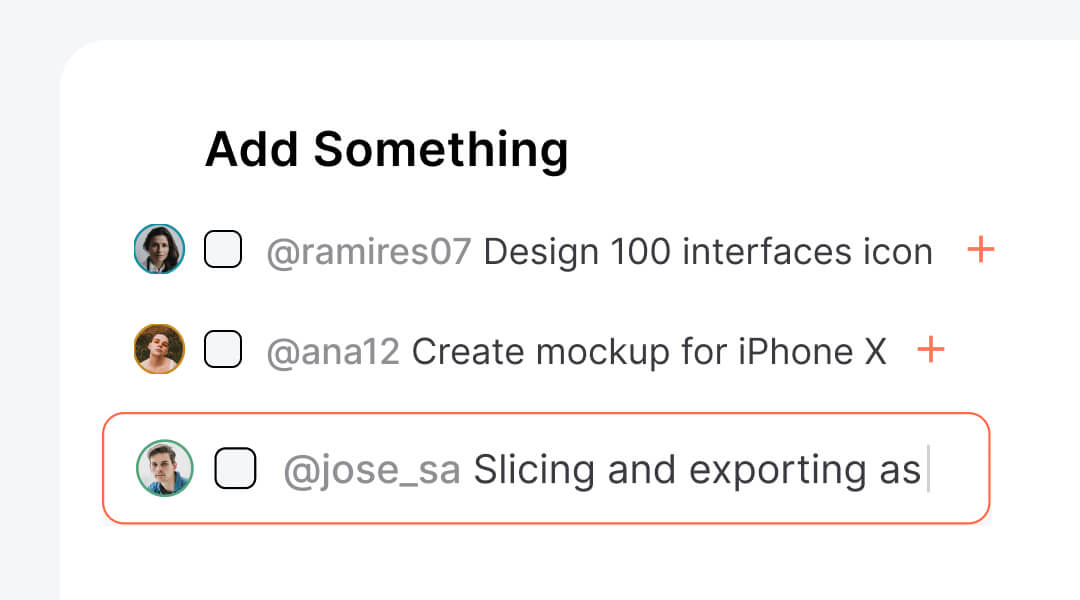 Add Something
@ramires07 Design 100 interfaces icon +
@ana12 Create mockup for iPhone X +
@jose_sa Slicing and exporting as